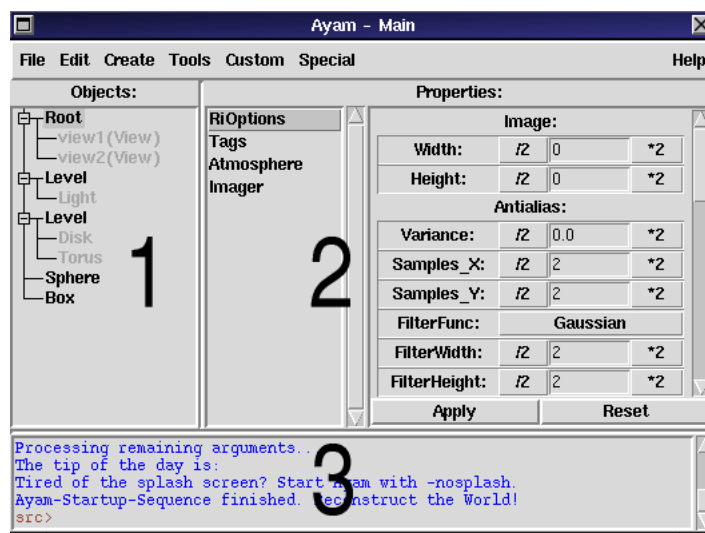 Ayam - Main
File Edit Create Tools Custom Special Help
Objects:
Root
view1(View)
view2(View)
Level
Light
Level
Disk
Torus
Sphere
Box
1
Properties:
RiOptions
Tags
Atmosphere
Imager
2
Image:
Width: /2 0 *2
Height: /2 0 *2
Antialias:
Variance: /2 0.0 *2
Samples_X: /2 2 *2
Samples_Y: /2 2 *2
FilterFunc: Gaussian
FilterWidth: /2 2 *2
FilterHeight: /2 2 *2
Apply Reset
Processing remaining arguments...
The tip of the day is:
Tired of the splash screen? Start Ayam with -nosplash.
Ayam-Startup-Sequence finished. Reconstruct the World!
src>
3